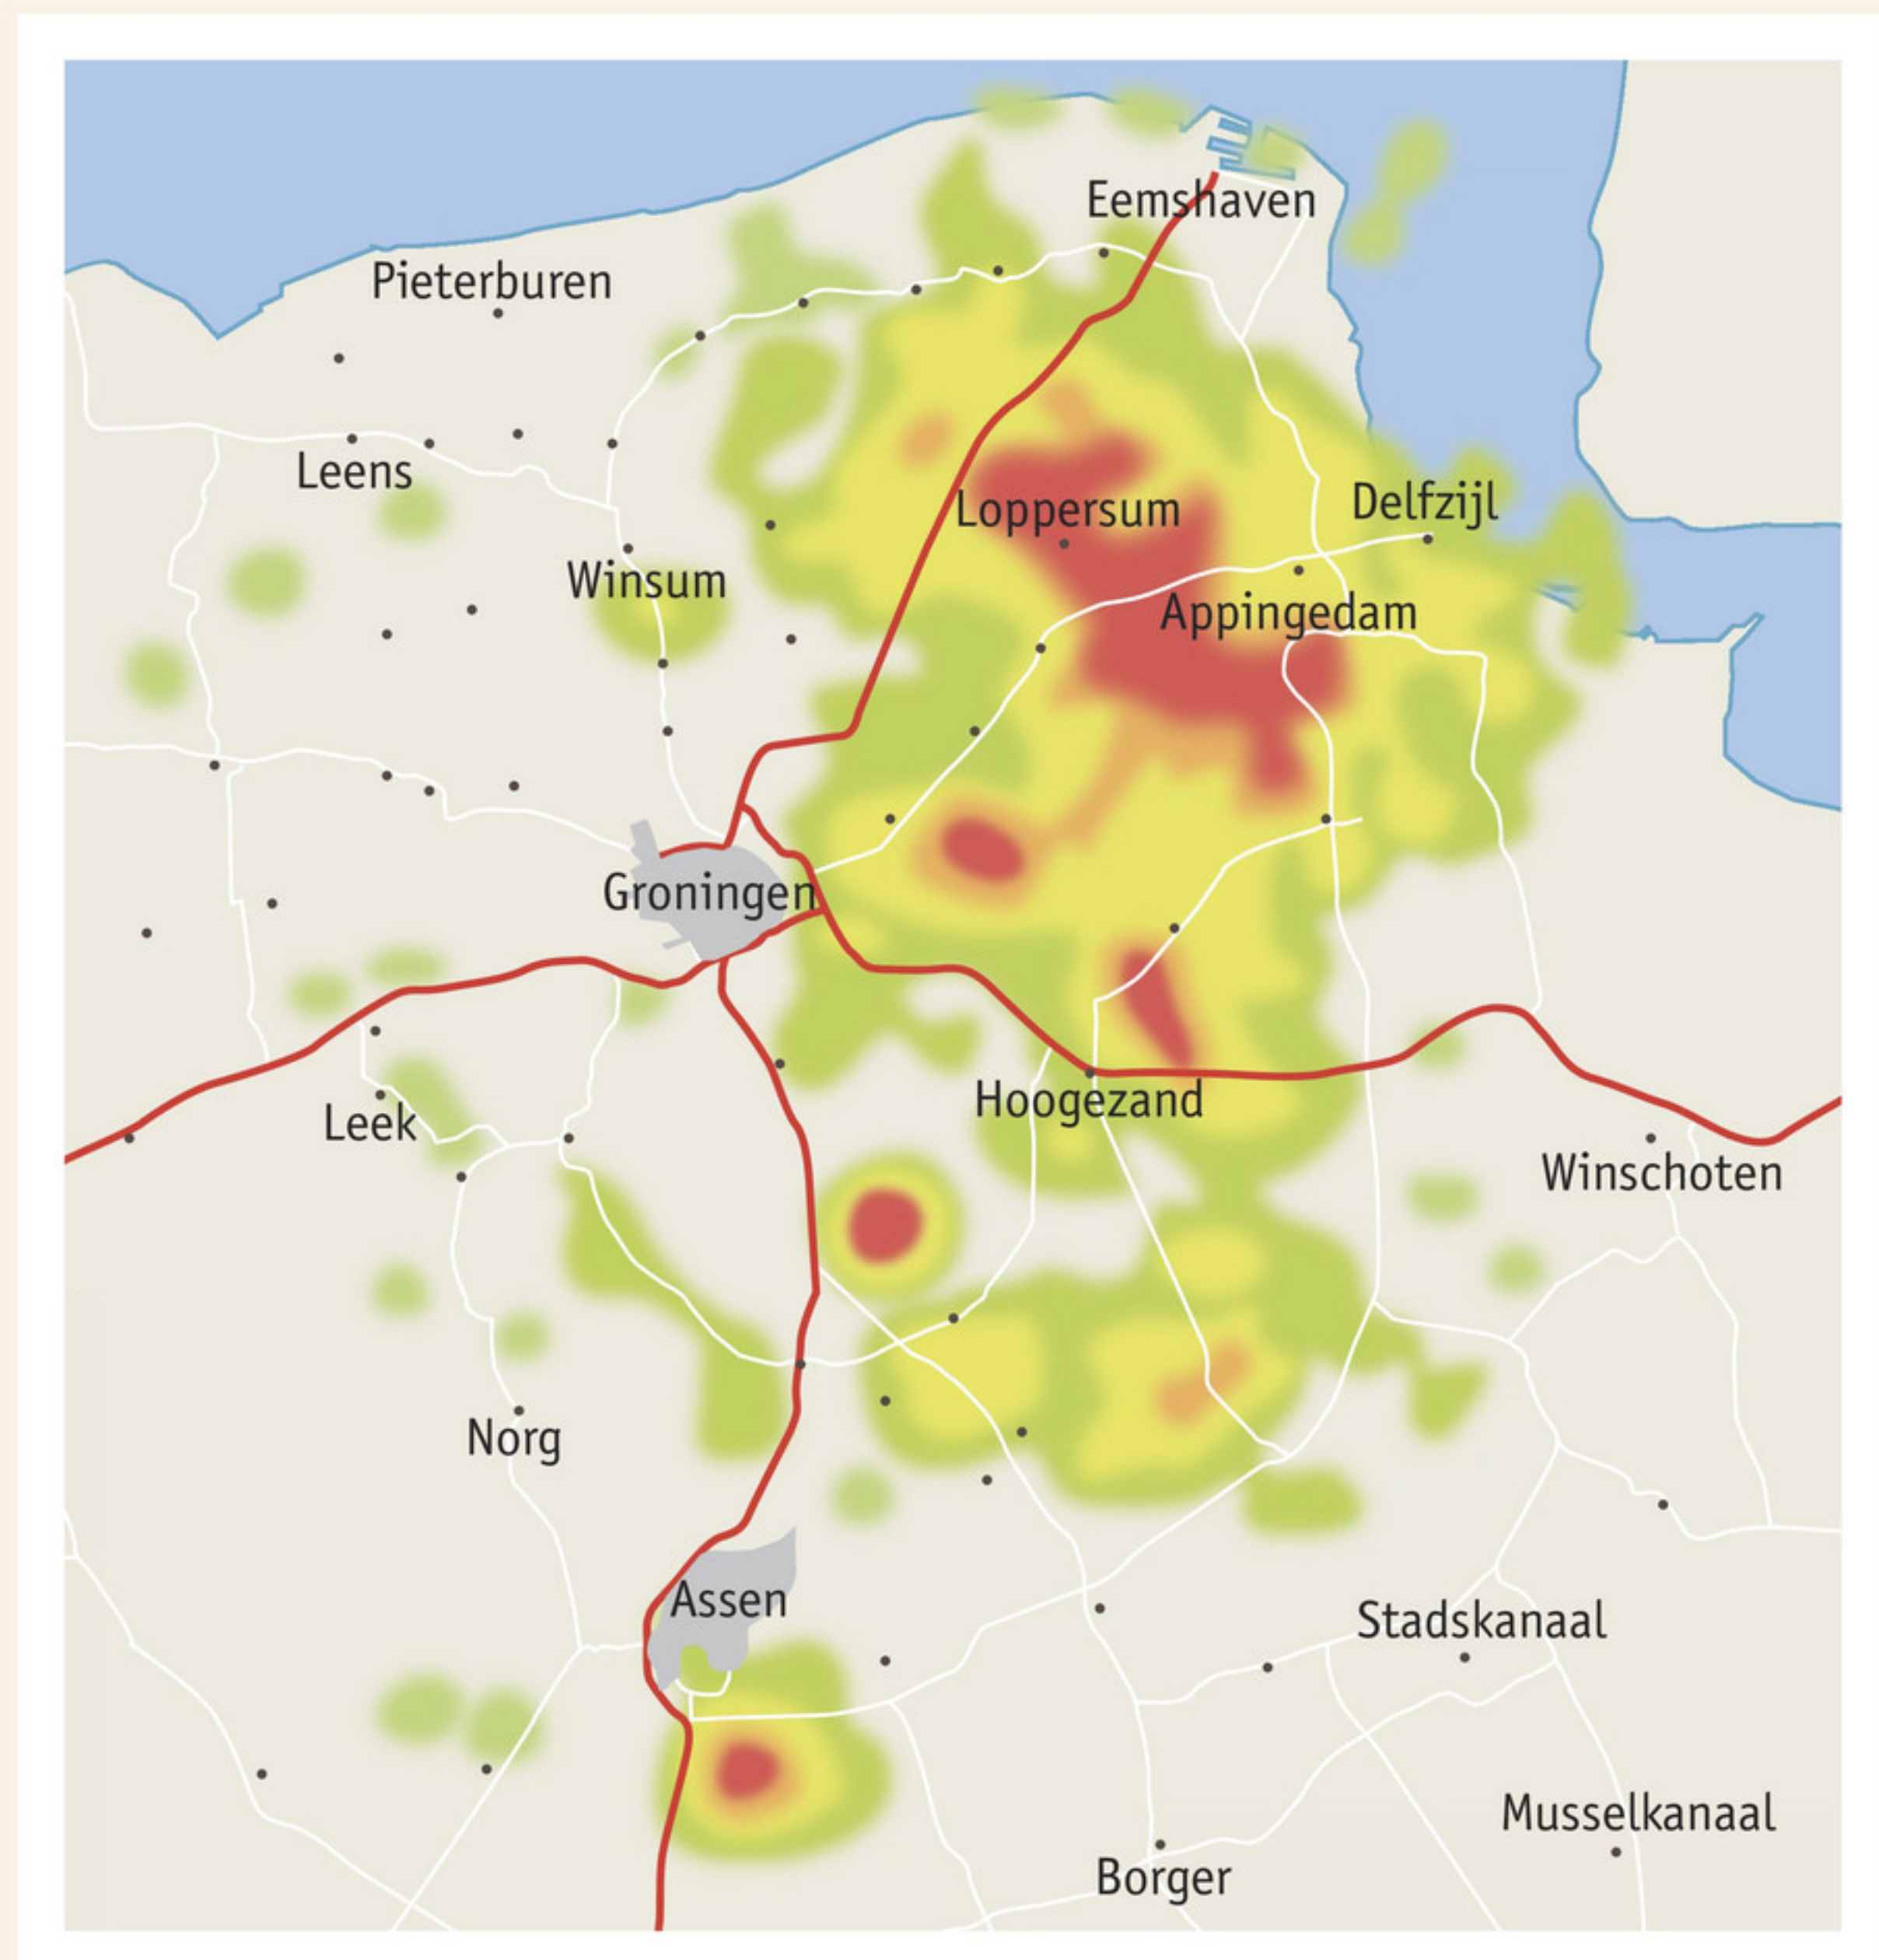 Eemshaven
Pieterburen
Leens
Loppersum
Delfzijl
Winsum
Appingedam
Groningen
Hoogezand
Leek
Winschoten
Norg
Assen
Stadskanaal
Musselkanaal
Borger